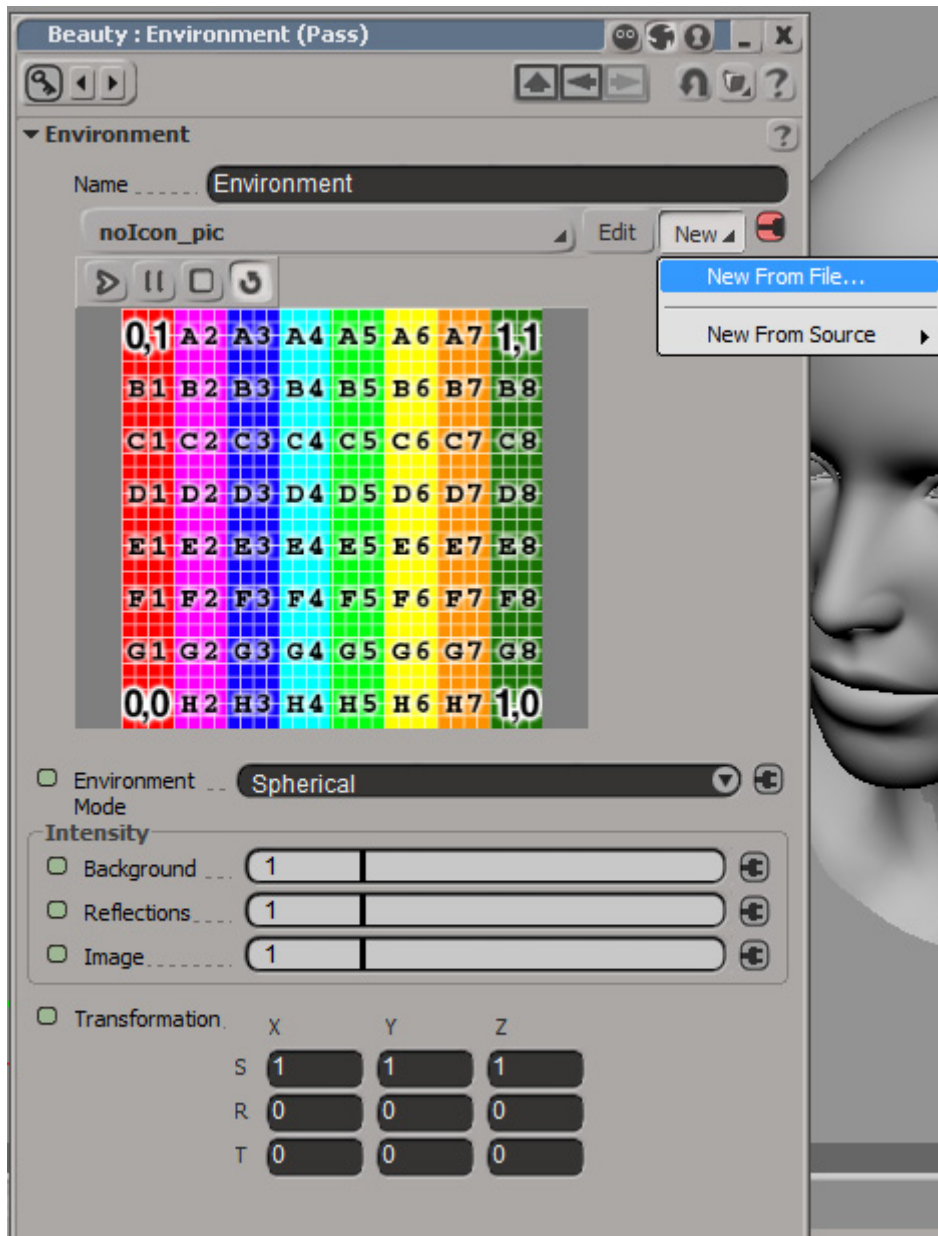 Beauty : Environment (Pass)
Environment
?
?
Name
Environment
noIcon_pic
Edit
New
New From File...
New From Source
0,1 A2 A3 A4 A5 A6 A7 1,1
B1 B2 B3 B4 B5 B6 B7 B8
C1 C2 C3 C4 C5 C6 C7 C8
D1 D2 D3 D4 D5 D6 D7 D8
E1 E2 E3 E4 E5 E6 E7 E8
F1 F2 F3 F4 F5 F6 F7 F8
G1 G2 G3 G4 G5 G6 G7 G8
0,0 H2 H3 H4 H5 H6 H7 1,0
Environment
Mode
Spherical
Intensity
Background 1
Reflections 1
Image 1
Transformation
X Y Z
S 1 1 1
R 0 0 0
T 0 0 0